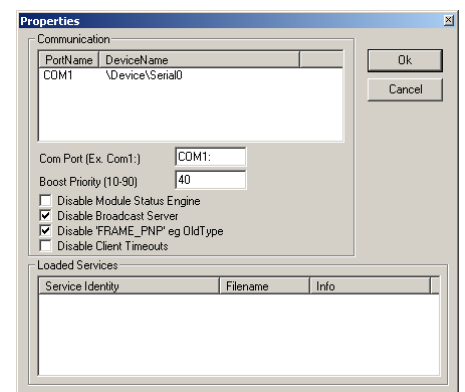 Properties
Communication
PortName DeviceName
COM1 \Device\Serial0
Ok
Cancel
Com Port (Ex. Com1:) COM1:
Boost Priority (10-90) 40
Disable Module Status Engine
Disable Broadcast Server
Disable 'FRAME_PNP' eg OldType
Disable Client Timeouts
Loaded Services
Service Identity Filename Info